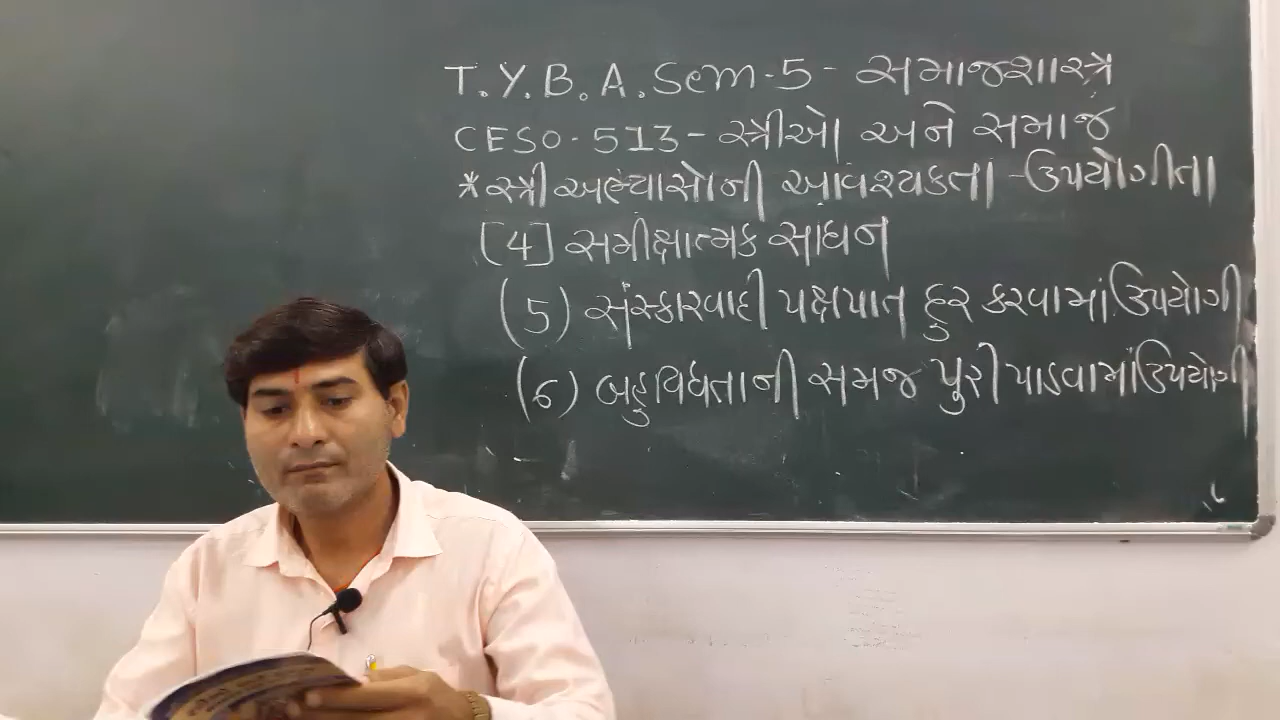 T.Y.B.A. Sem-5- સમાજશાસ્ત્ર
CESO-513- સ્ત્રીઓ અને સમાજ
*સ્ત્રી અભ્યાસોની આવશ્યકતા -ઉપયોગીતા
[4] સમીક્ષાત્મક સાધન
(5) સંસ્કારવાદી પક્ષપાત દુર કરવામાં ઉપયોગી
(6) બહુવિધતાની સમજ પુરી પાડવામાં ઉપયોગી